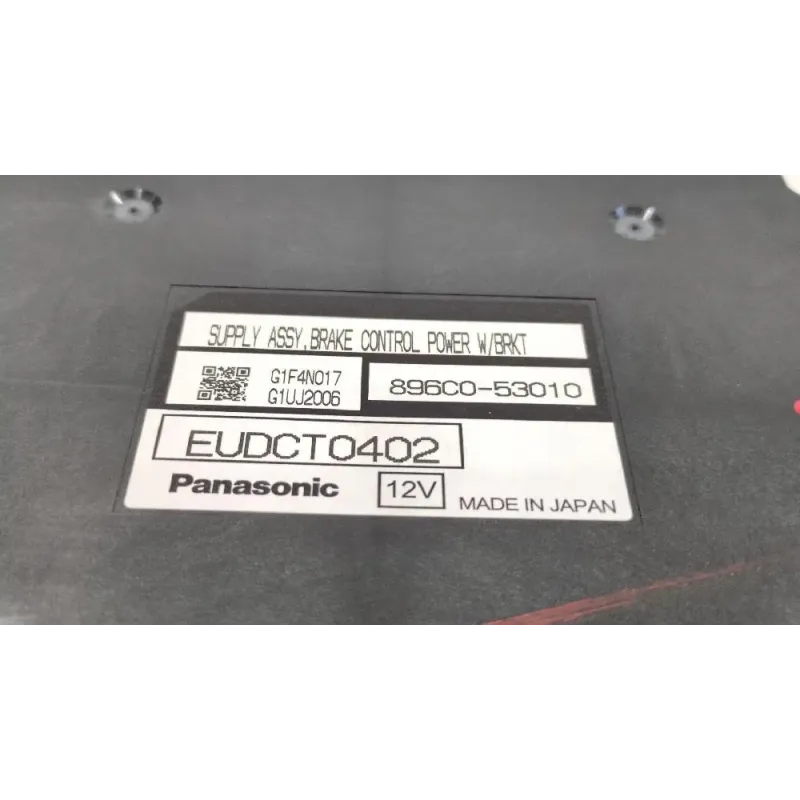 SUPPLY ASSY, BRAKE CONTROL POWER W/BRKT
G1F4N017
G1UJ2006
896C0-53010
EUDCT0402
Panasonic
12V
MADE IN JAPAN